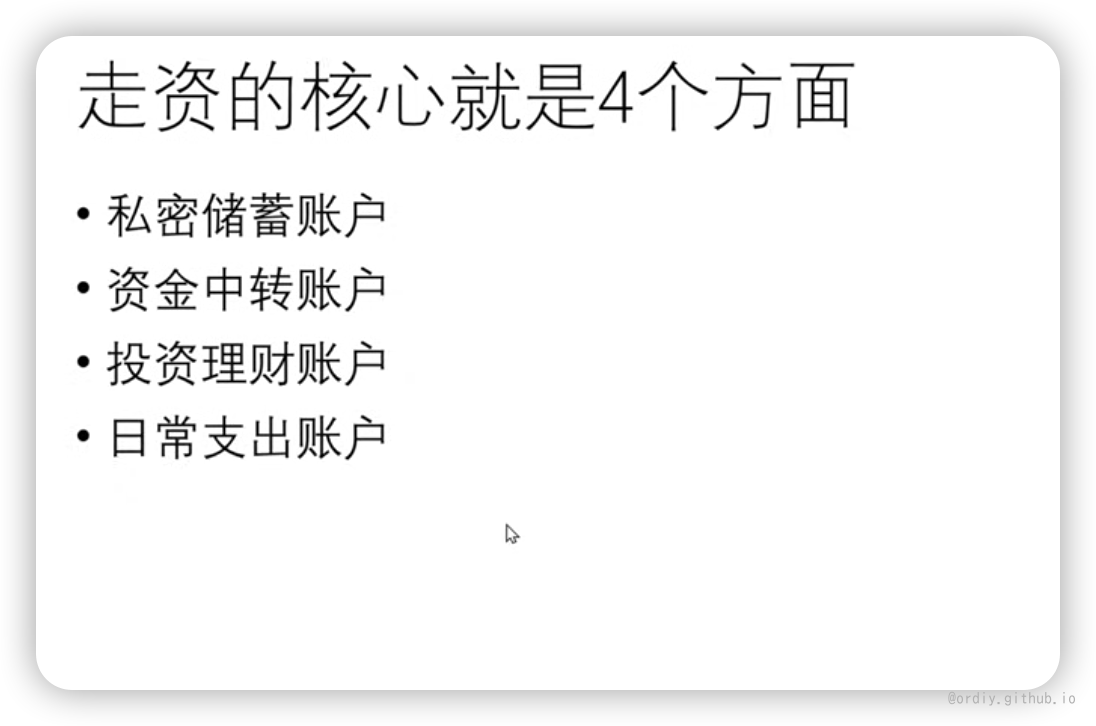 走资的核心就是4个方面
• 私密储蓄账户
• 资金中转账户
• 投资理财账户
• 日常支出账户
@ordiy.github.io